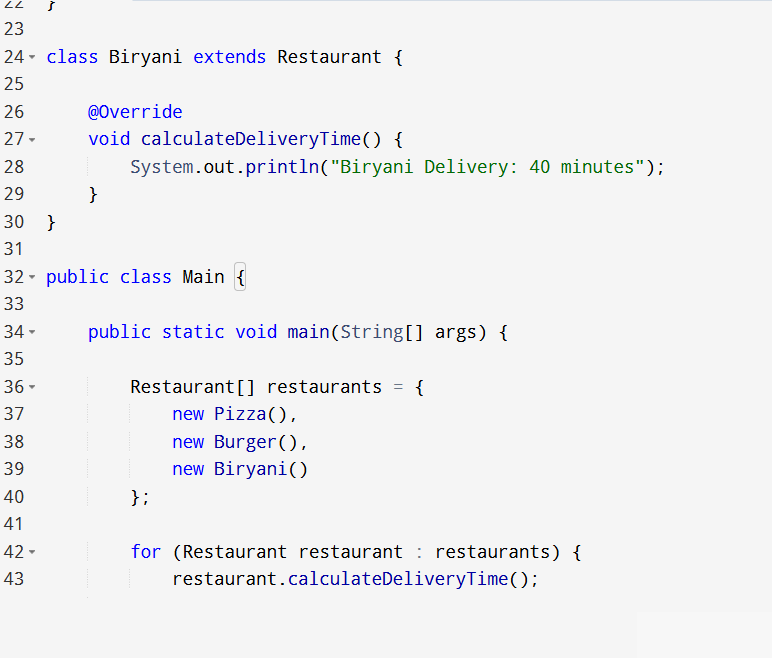 22 }
23
24 class Biryani extends Restaurant {
25
26     @Override
27     void calculateDeliveryTime() {
28         System.out.println("Biryani Delivery: 40 minutes");
29     }
30 }
31
32 public class Main {
33
34     public static void main(String[] args) {
35
36         Restaurant[] restaurants = {
37             new Pizza(),
38             new Burger(),
39             new Biryani()
40         };
41
42         for (Restaurant restaurant : restaurants) {
43             restaurant.calculateDeliveryTime();